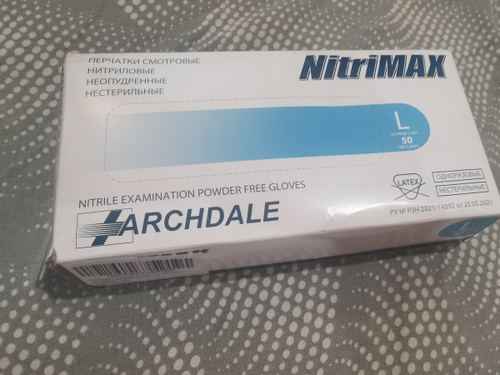 ПЕРЧАТКИ СМОТРОВЫЕ
НИТРИЛОВЫЕ
НЕОПУДРЕННЫЕ
НЕСТЕРИЛЬНЫЕ
NitriMAX
L
50
NITRILE EXAMINATION POWDER FREE GLOVES
ARCHDALE
LATEX
ОДНОРАЗОВЫЕ
НЕСТЕРИЛЬНЫЕ
РУ № РЗН 2021/14392 от 25.05.2021
L